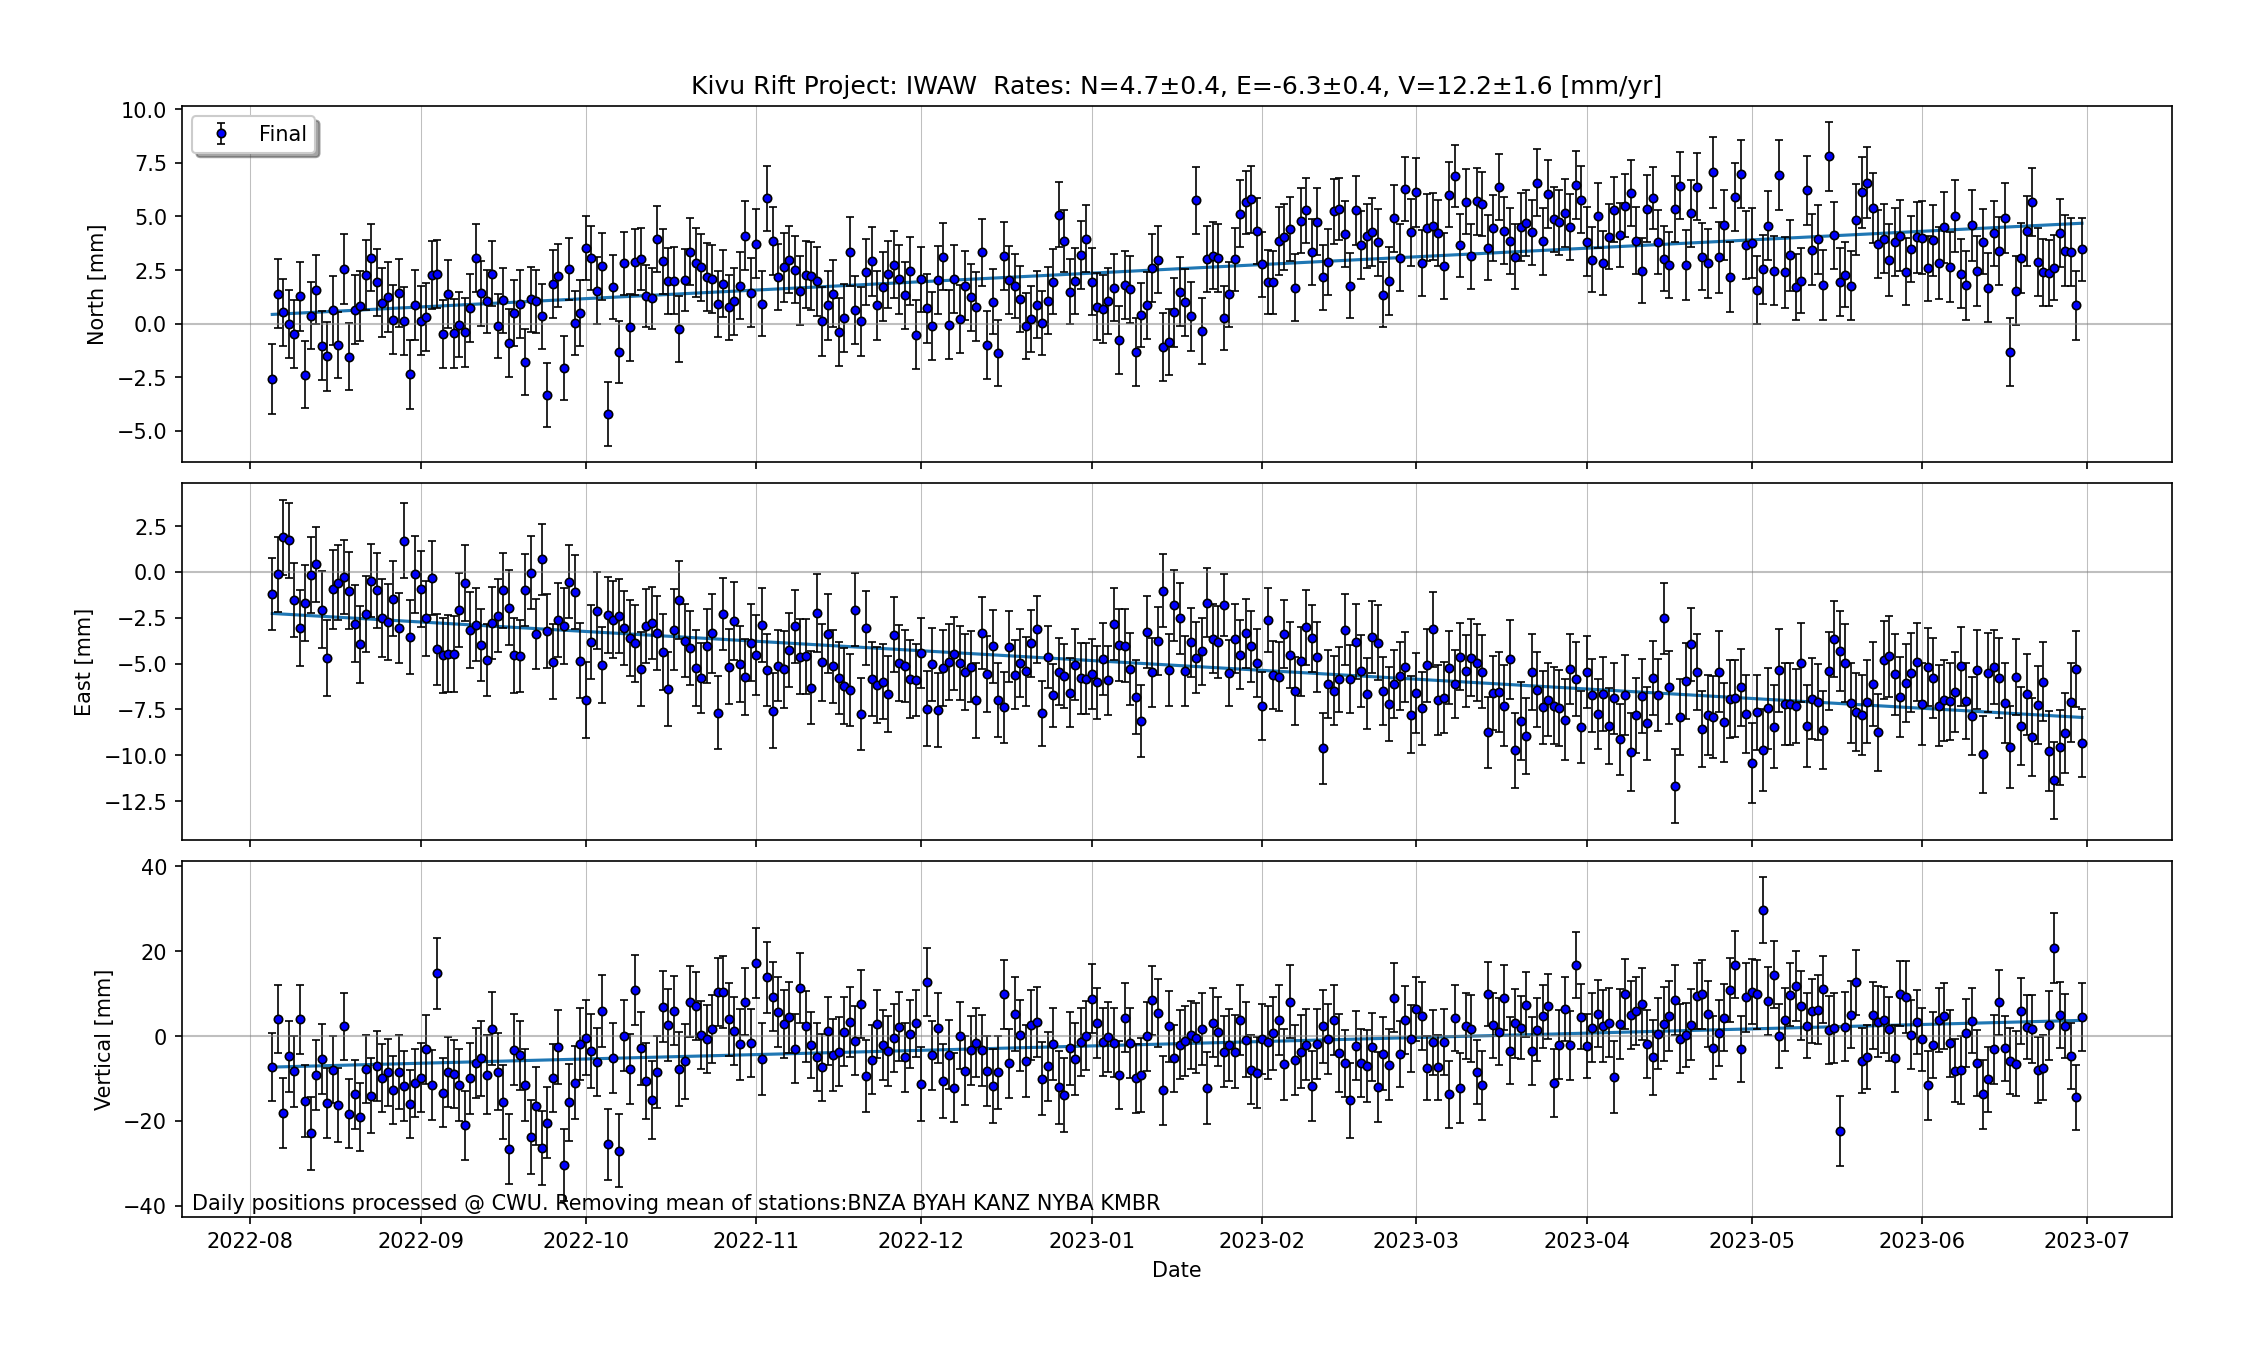 Kivu Rift Project: IWAW  Rates: N=4.7±0.4, E=-6.3±0.4, V=12.2±1.6 [mm/yr]
Final
North [mm]
10.0
7.5
5.0
2.5
0.0
−2.5
−5.0
East [mm]
2.5
0.0
−2.5
−5.0
−7.5
−10.0
−12.5
Vertical [mm]
40
20
0
−20
−40
Daily positions processed @ CWU. Removing mean of stations:BNZA BYAH KANZ NYBA KMBR
2022-08 2022-09 2022-10 2022-11 2022-12 2023-01 2023-02 2023-03 2023-04 2023-05 2023-06 2023-07
Date